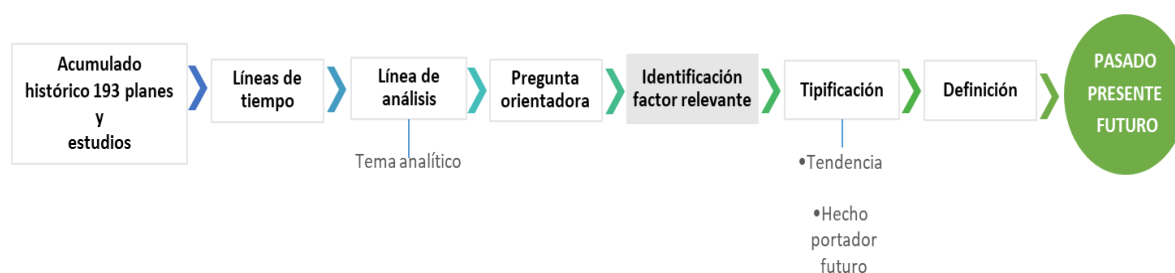 Acumulado
histórico 193 planes
y
estudios
Líneas de
tiempo
Línea de
análisis
Tema analítico
Pregunta
orientadora
Identificación
factor relevante
Tipificación
•Tendencia
•Hecho
portador
futuro
Definición
PASADO
PRESENTE
FUTURO